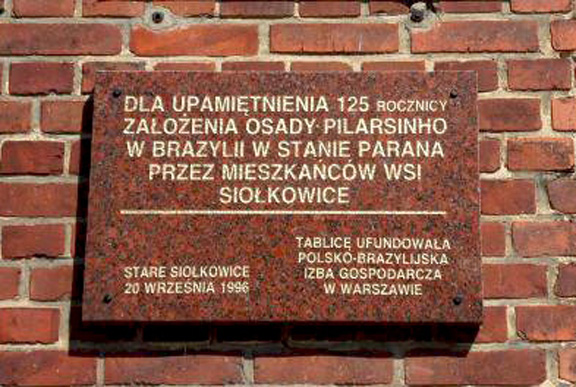 DLA UPAMIĘTNIENIA 125 ROCZNICY
ZAŁOŻENIA OSADY PILARSINHO
W BRAZYLII W STANIE PARANA
PRZEZ MIESZKAŃCÓW WSI
SIOŁKOWICE
STARE SIOŁKOWICE
20 WRZEŚNIA 1996
TABLICĘ UFUNDOWAŁA
POLSKO-BRAZYLIJSKA
IZBA GOSPODARCZA
W WARSZAWIE